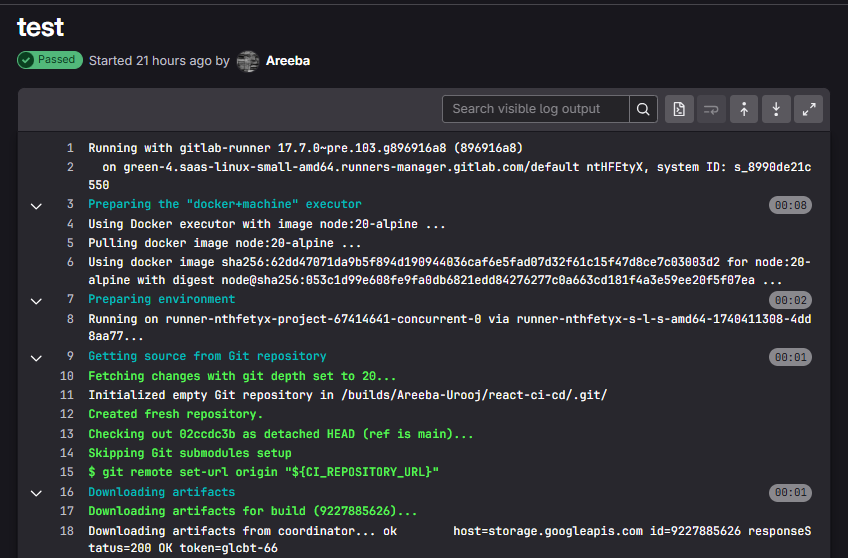 test
Passed Started 21 hours ago by Areeba
Search visible log output
1 Running with gitlab-runner 17.7.0~pre.103.g896916a8 (896916a8)
2 on green-4.saas-linux-small-amd64.runners-manager.gitlab.com/default ntHFEtyX, system ID: s_8990de21c
550
3 Preparing the "docker+machine" executor 00:08
4 Using Docker executor with image node:20-alpine ...
5 Pulling docker image node:20-alpine ...
6 Using docker image sha256:62dd47071da9b5f894d190944036caf6e5fad07d32f61c15f47d8ce7c03003d2 for node:20-
alpine with digest node@sha256:053c1d99e608fe9fa0db6821edd84276277c0a663cd181f4a3e59ee20f5f07ea ...
7 Preparing environment 00:02
8 Running on runner-nthfetyx-project-67414641-concurrent-0 via runner-nthfetyx-s-l-s-amd64-1740411308-4dd
8aa77...
9 Getting source from Git repository 00:01
10 Fetching changes with git depth set to 20...
11 Initialized empty Git repository in /builds/Areeba-Urooj/react-ci-cd/.git/
12 Created fresh repository.
13 Checking out 02ccdc3b as detached HEAD (ref is main)...
14 Skipping Git submodules setup
15 $ git remote set-url origin "${CI_REPOSITORY_URL}"
16 Downloading artifacts 00:01
17 Downloading artifacts for build (9227885626)...
18 Downloading artifacts from coordinator... ok host=storage.googleapis.com id=9227885626 responseS
tatus=200 OK token=glcbt-66